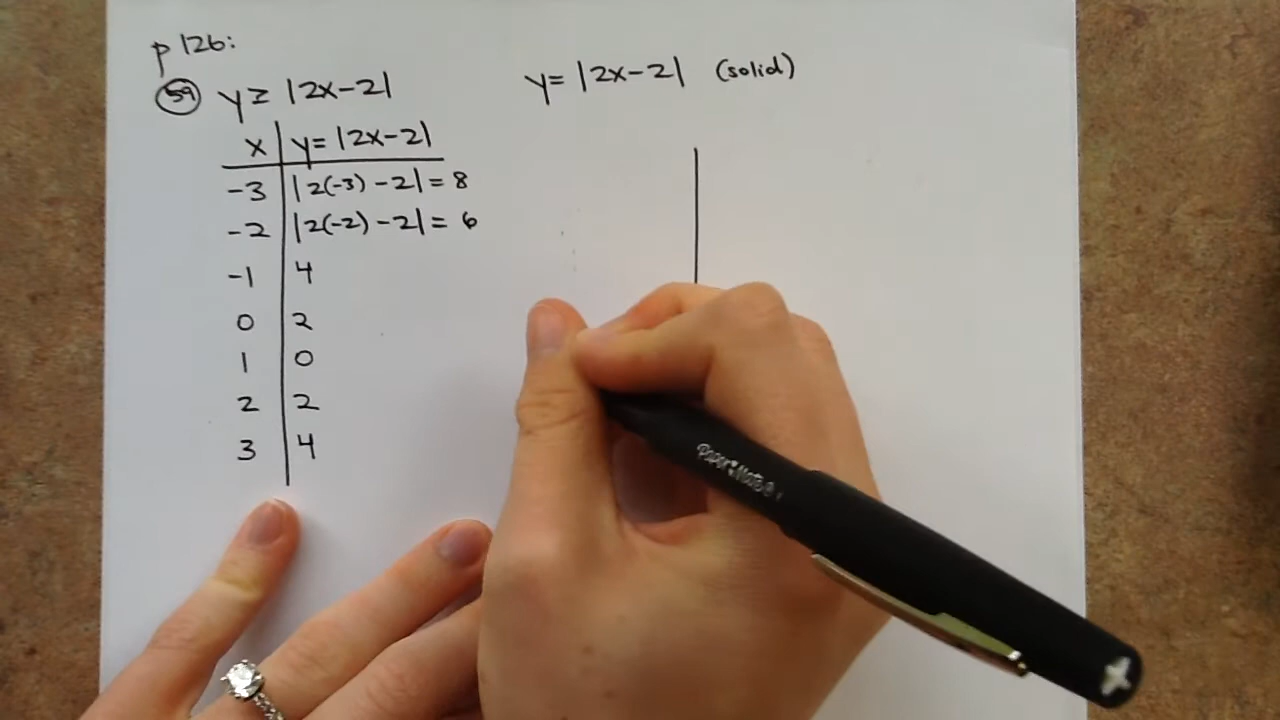 p 126:
59 y ≥ |2x-2|
x y= |2x-2|
-3 |2(-3) -2| = 8
-2 |2(-2) -2| = 6
-1 4
0 2
1 0
2 2
3 4
y= |2x-2| (solid)
PaperMate